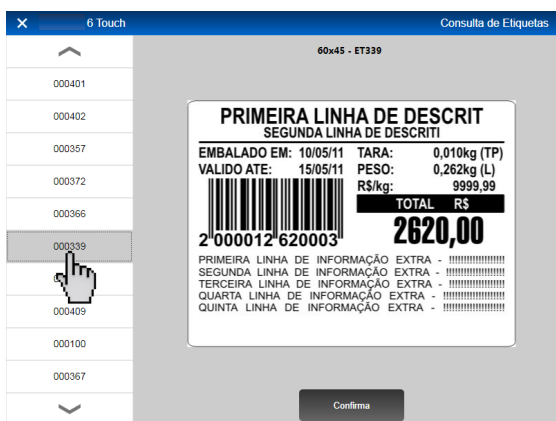 6 Touch
Consulta de Etiquetas
000401
000402
000357
000372
000366
000339
000409
000100
000367
60x45 - ET339
PRIMEIRA LINHA DE DESCRIT
SEGUNDA LINHA DE DESCRITI
EMBALADO EM: 10/05/11 TARA: 0,010kg (TP)
VALIDO ATE: 15/05/11 PESO: 0,262kg (L)
R$/kg: 9999,99
TOTAL R$
2620,00
2 000012 620003
PRIMEIRA LINHA DE INFORMAÇÃO EXTRA - !!!!!!!!!!!!!!!!!!
SEGUNDA LINHA DE INFORMAÇÃO EXTRA - !!!!!!!!!!!!!!!!!!
TERCEIRA LINHA DE INFORMAÇÃO EXTRA - !!!!!!!!!!!!!!!!!!
QUARTA LINHA DE INFORMAÇÃO EXTRA - !!!!!!!!!!!!!!!!!!
QUINTA LINHA DE INFORMAÇÃO EXTRA - !!!!!!!!!!!!!!!!!!
Confirma